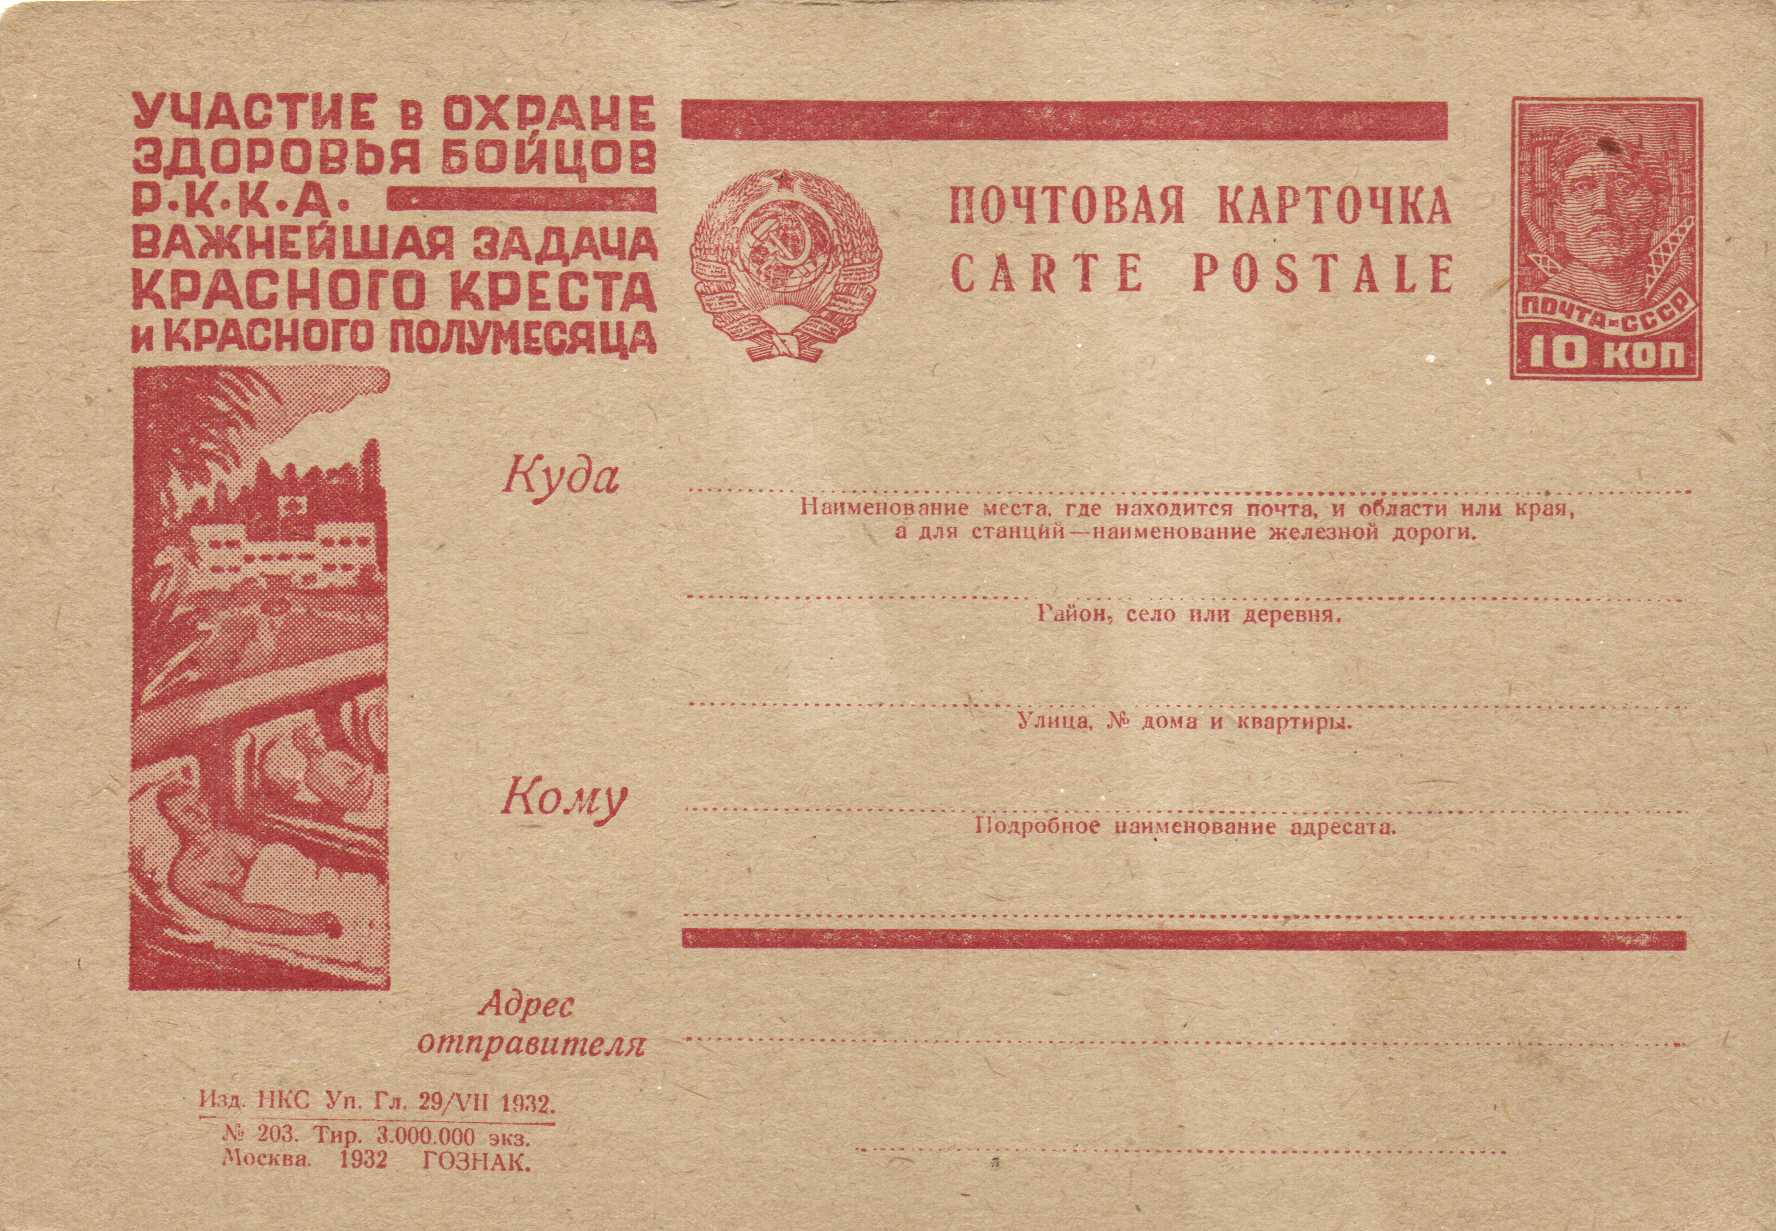 УЧАСТИЕ в ОХРАНЕ
ЗДОРОВЬЯ БОЙЦОВ
Р.К.К.А.
ВАЖНЕЙШАЯ ЗАДАЧА
КРАСНОГО КРЕСТА
и КРАСНОГО ПОЛУМЕСЯЦА
ПОЧТОВАЯ КАРТОЧКА
CARTE POSTALE
ПОЧТА-СССР
10 КОП
Куда
Наименование места, где находится почта, и области или края,
а для станций—наименование железной дороги.
Район, село или деревня.
Улица, № дома и квартиры.
Кому
Подробное наименование адресата.
Адрес
отправителя
Изд. НКС Уп. Гл. 29/VII 1932.
№ 203. Тир. 3.000.000 экз.
Москва. 1932 ГОЗНАК.